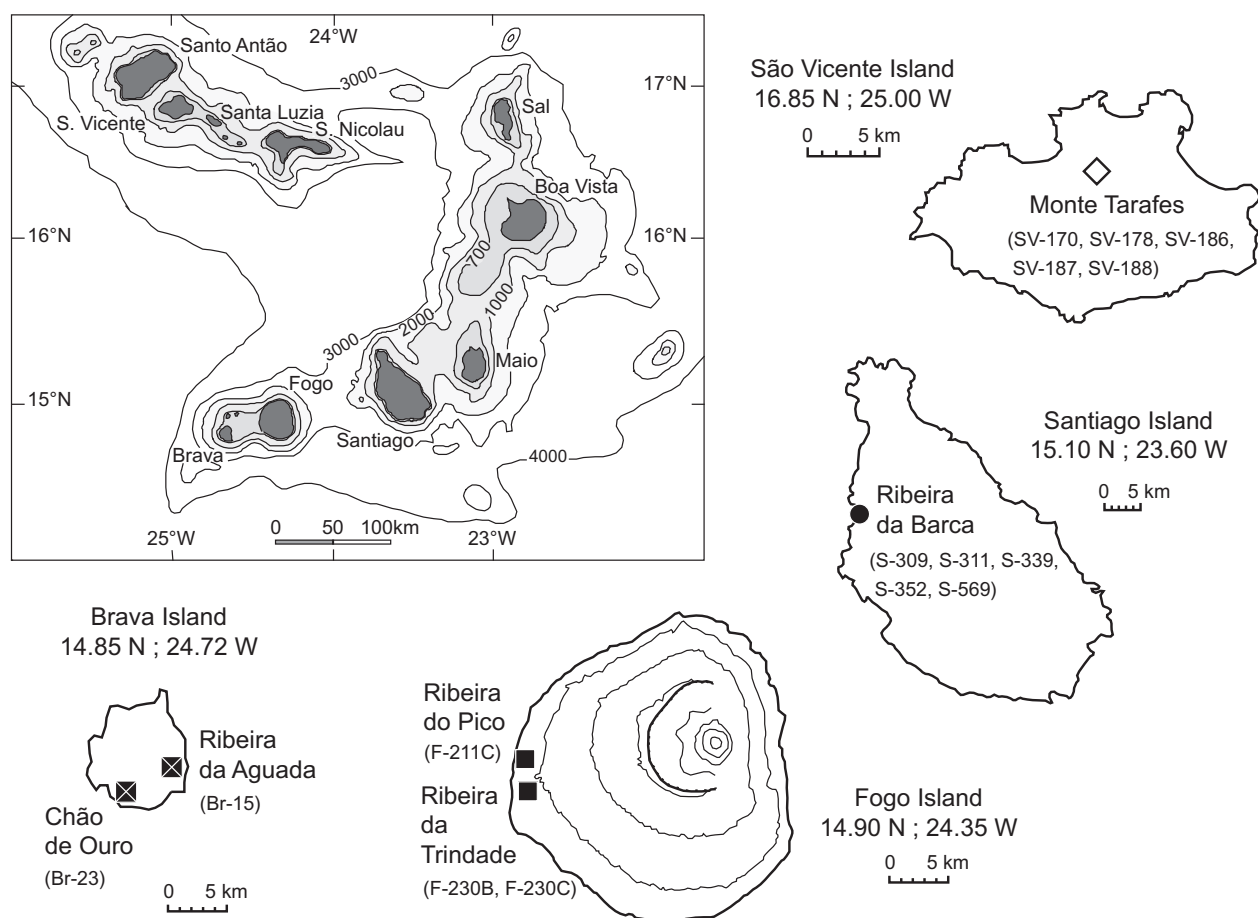 24°W
Santo Antão
3000
17°N
Santa Luzia
S. Vicente
S. Nicolau
Sal
Boa Vista
16°N
16°N
700
1000
2000
3000
Maio
Fogo
15°N
15°N
Santiago
Brava
4000
0 50 100km
25°W
23°W
São Vicente Island
16.85 N ; 25.00 W
0 5 km
Monte Tarafes
(SV-170, SV-178, SV-186,
SV-187, SV-188)
Santiago Island
15.10 N ; 23.60 W
0 5 km
Ribeira
da Barca
(S-309, S-311, S-339,
S-352, S-569)
Brava Island
14.85 N ; 24.72 W
Ribeira
da Aguada
(Br-15)
Chão
de Ouro
(Br-23)
0 5 km
Ribeira
do Pico
(F-211C)
Ribeira
da
Trindade
(F-230B, F-230C)
Fogo Island
14.90 N ; 24.35 W
0 5 km